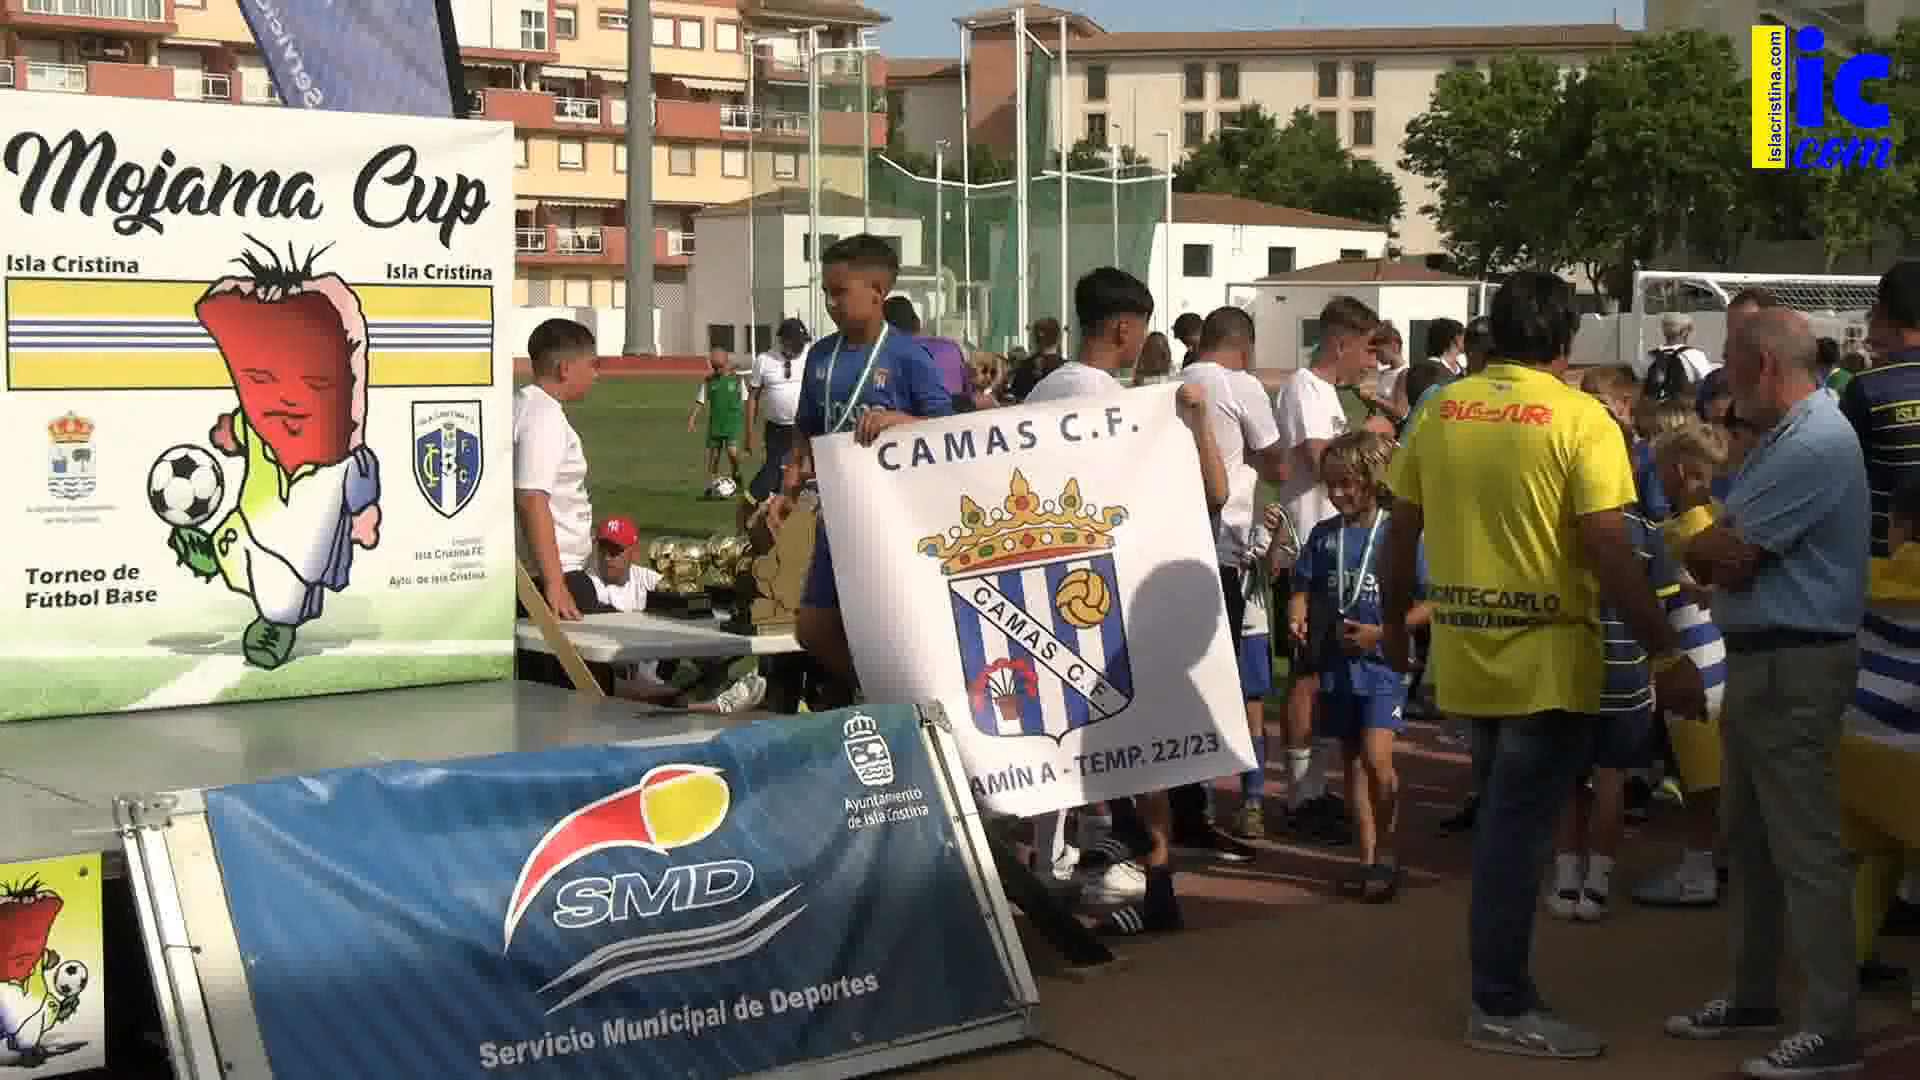 Mojama Cup
Isla Cristina
Isla Cristina
Torneo de
Fútbol Base
Isla Cristina FC
Ayto. de Isla Cristina
CAMAS C.F.
CAMAS C.F.
AMÍN A - TEMP. 22/23
Ayuntamiento
de Isla Cristina
SMD
Servicio Municipal de Deportes
islacristina.com
ic
com